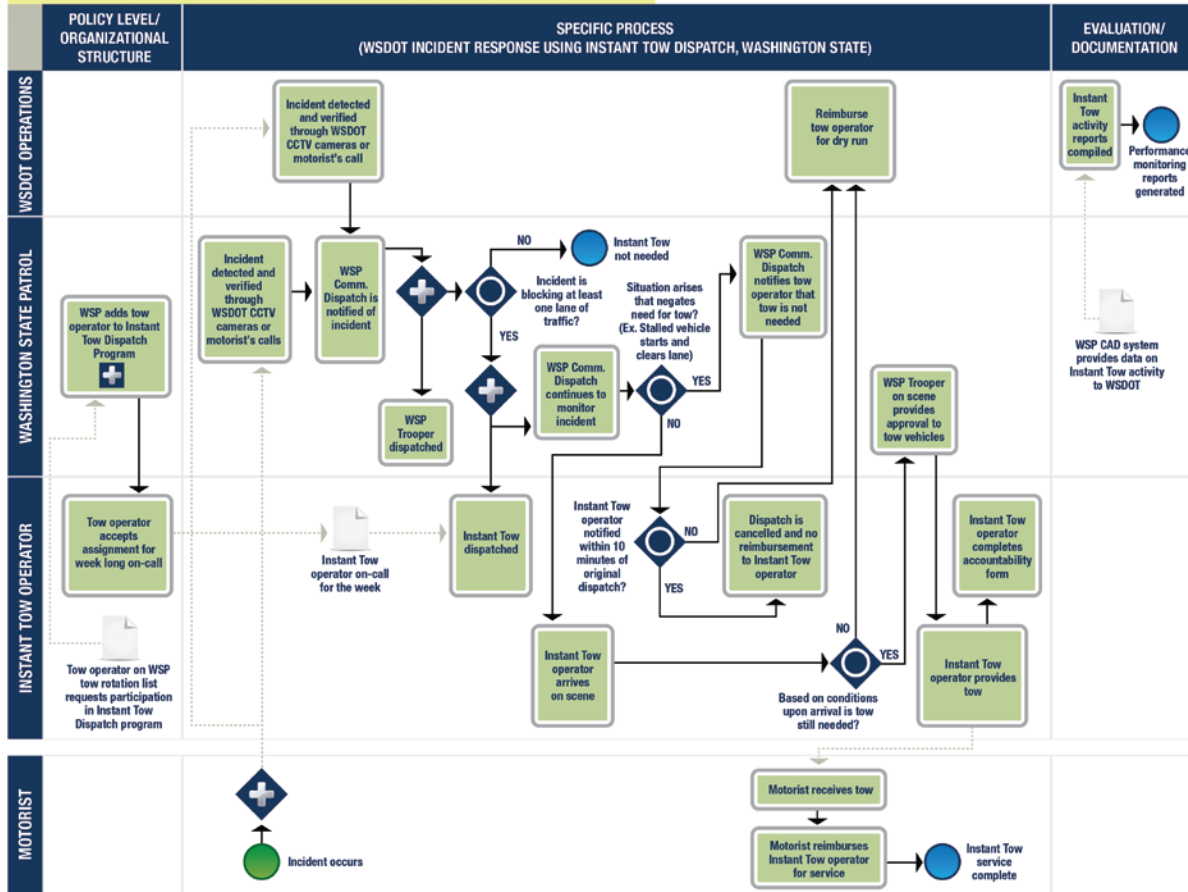 POLICY LEVEL/
ORGANIZATIONAL
STRUCTURE
SPECIFIC PROCESS
(WSDOT INCIDENT RESPONSE USING INSTANT TOW DISPATCH, WASHINGTON STATE)
EVALUATION/
DOCUMENTATION
WSDOT OPERATIONS
Incident detected
and verified
through WSDOT
CCTV cameras or
motorist's call
Reimburse
tow operator
for dry run
Instant
Tow
activity
reports
compiled
Performance
monitoring
reports
generated
WASHINGTON STATE PATROL
WSP adds tow
operator to Instant
Tow Dispatch
Program
Incident
detected and
verified
through
WSDOT CCTV
cameras or
motorist's calls
WSP
Comm.
Dispatch is
notified of
incident
NO
Instant Tow
not needed
Incident is
blocking at least
one lane of
traffic?
YES
WSP
Trooper
dispatched
WSP Comm.
Dispatch
continues to
monitor
incident
Situation arises
that negates
need for tow?
(Ex. Stalled vehicle
starts and
clears lane)
YES
NO
WSP Comm.
Dispatch
notifies tow
operator that
tow is not
needed
WSP Trooper
on scene
provides
approval to
tow vehicles
WSP CAD system
provides data on
Instant Tow activity
to WSDOT
INSTANT TOW OPERATOR
Tow operator
accepts
assignment for
week long on-call
Tow operator on WSP
tow rotation list
requests participation
in Instant Tow
Dispatch program
Instant Tow
operator on-call
for the week
Instant Tow
dispatched
Instant Tow
operator
notified
within 10
minutes of
original
dispatch?
NO
YES
Dispatch is
cancelled and no
reimbursement
to Instant Tow
operator
Instant Tow
operator
arrives
on scene
NO
YES
Based on conditions
upon arrival is tow
still needed?
Instant Tow
operator
completes
accountability
form
Instant Tow
operator provides
tow
MOTORIST
Incident occurs
Motorist receives tow
Motorist reimburses
Instant Tow operator
for service
Instant Tow
service
complete